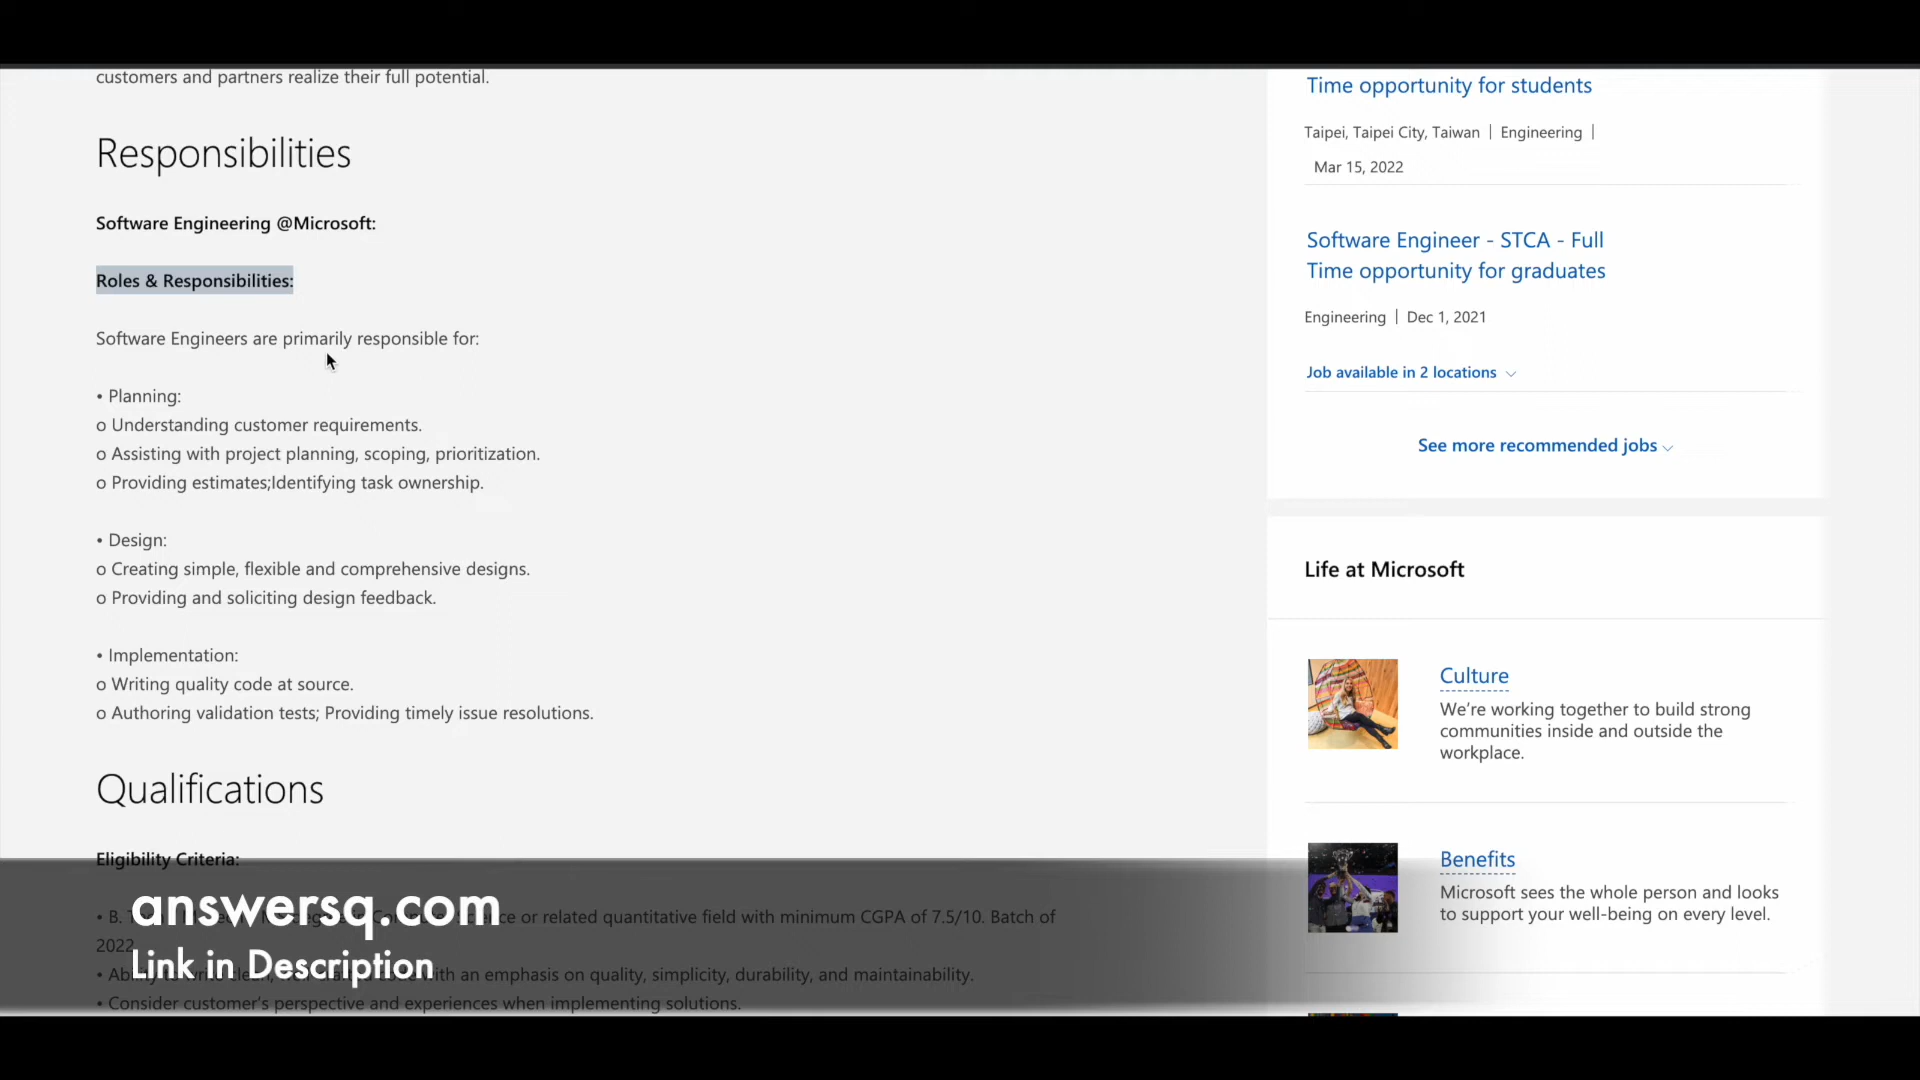 customers and partners realize their full potential.
Responsibilities
Software Engineering @Microsoft:
Roles & Responsibilities:
Software Engineers are primarily responsible for:
• Planning:
o Understanding customer requirements.
o Assisting with project planning, scoping, prioritization.
o Providing estimates;Identifying task ownership.
• Design:
o Creating simple, flexible and comprehensive designs.
o Providing and soliciting design feedback.
• Implementation:
o Writing quality code at source.
o Authoring validation tests; Providing timely issue resolutions.
Qualifications
Eligibility Criteria:
• B. or related quantitative field with minimum CGPA of 7.5/10. Batch of
2022
• with an emphasis on quality, simplicity, durability, and maintainability.
• Consider customer's perspective and experiences when implementing solutions.
answersq.com
Link in Description
Time opportunity for students
Taipei, Taipei City, Taiwan | Engineering |
Mar 15, 2022
Software Engineer - STCA - Full
Time opportunity for graduates
Engineering | Dec 1, 2021
Job available in 2 locations
See more recommended jobs
Life at Microsoft
Culture
We're working together to build strong
communities inside and outside the
workplace.
Benefits
Microsoft sees the whole person and looks
to support your well-being on every level.